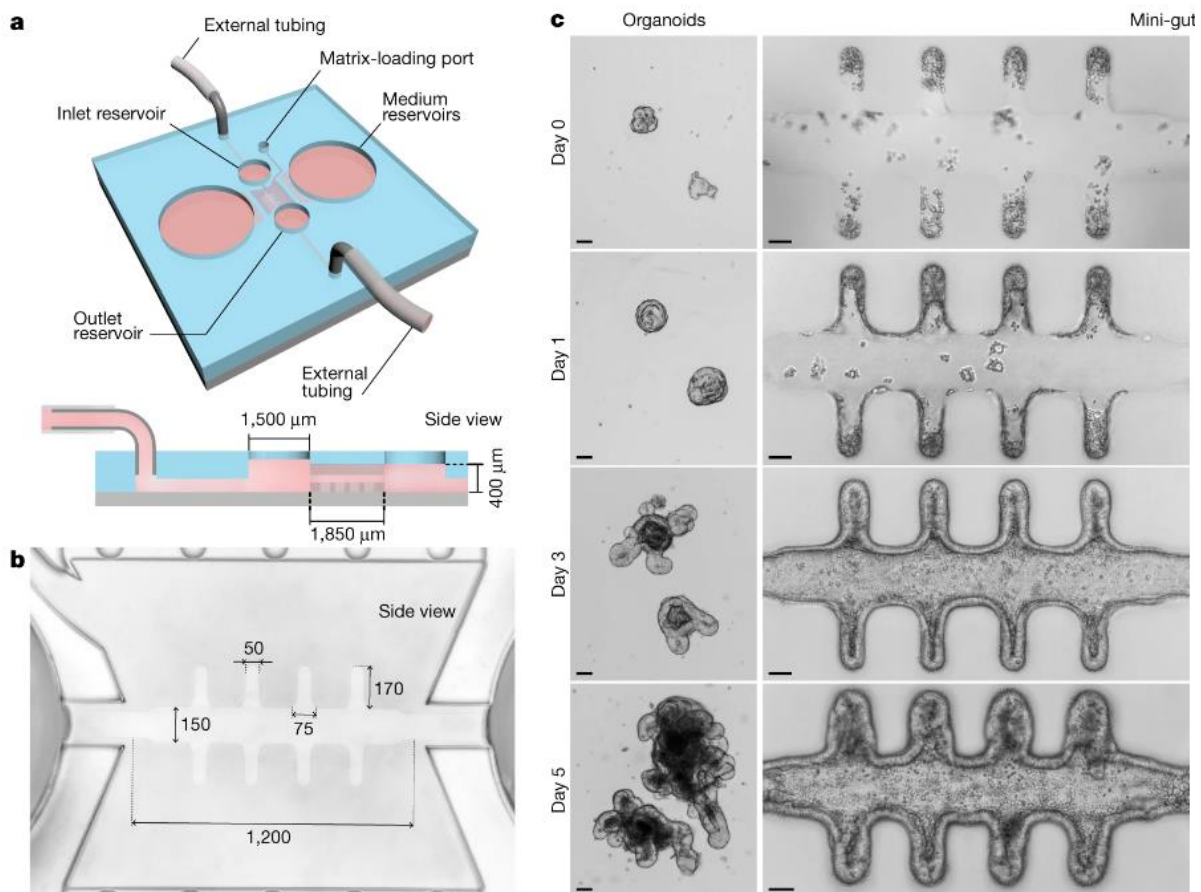 a
External tubing
Matrix-loading port
Inlet reservoir
Medium
reservoirs
Outlet
reservoir
External
tubing
Side view
1,500 μm
400 μm
1,850 μm
b
Side view
50
170
150
75
1,200
c
Organoids
Mini-gut
Day 0
Day 1
Day 3
Day 5